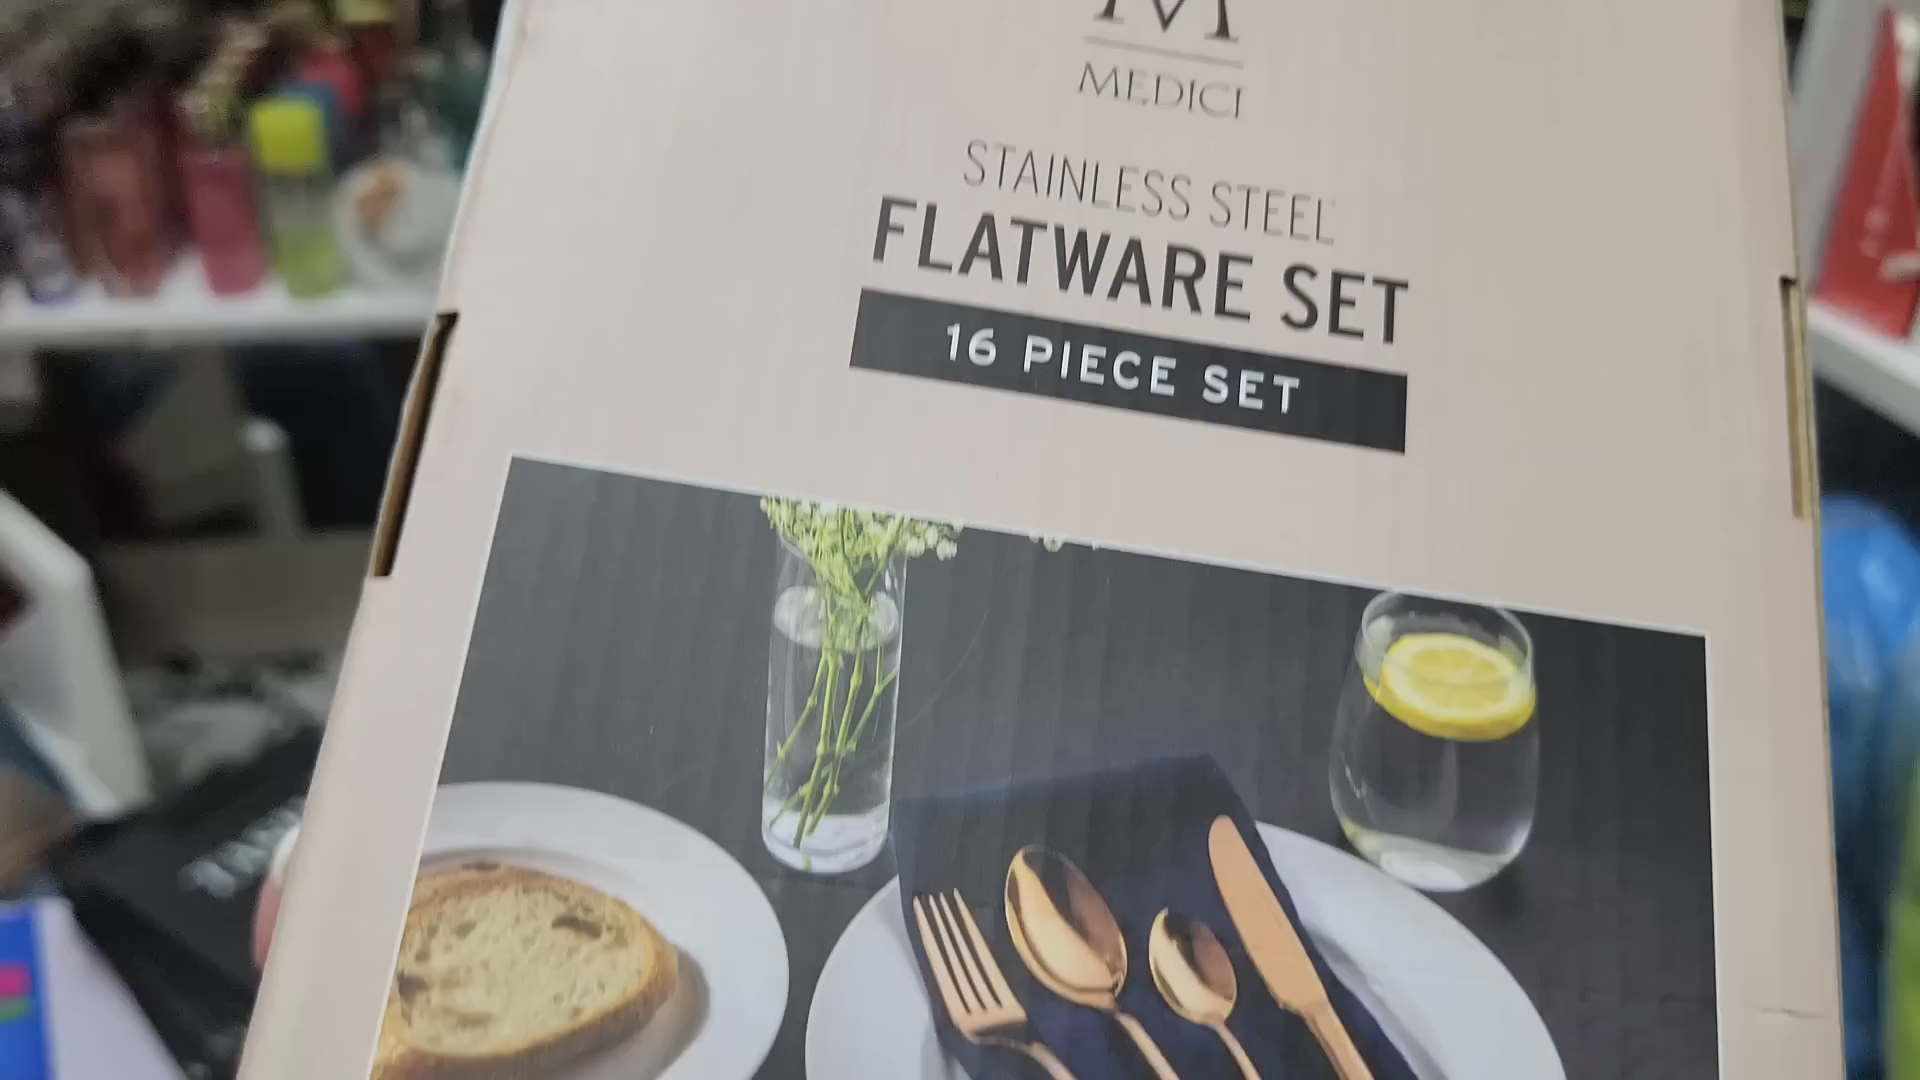 M
MEDICI
STAINLESS STEEL
FLATWARE SET
16 PIECE SET